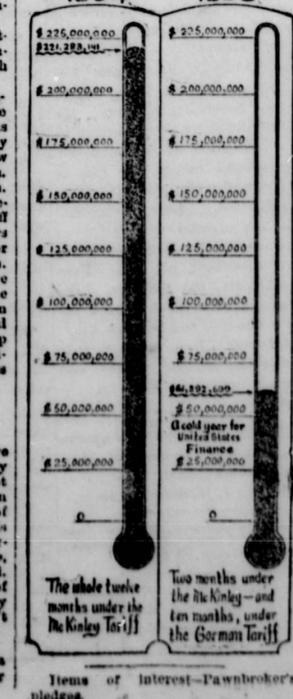 $ 225,000,000
$221,283,141
$ 200,000,000
$ 175,000,000
$ 150,000,000
$ 125,000,000
$ 100,000,000
$ 75,000,000
$ 50,000,000
$ 25,000,000
0
The whole twelve
months under the
McKinley Tariff
$ 225,000,000
$ 200,000,000
$ 175,000,000
$ 150,000,000
$ 125,000,000
$ 100,000,000
$ 75,000,000
$ 50,000,000
A cold year for
United States
Finance
$ 25,000,000
0
Two months under
the McKinley—and
ten months, under
the Gorman Tariff
Items of Interest—Pawnbroker's
pledges.